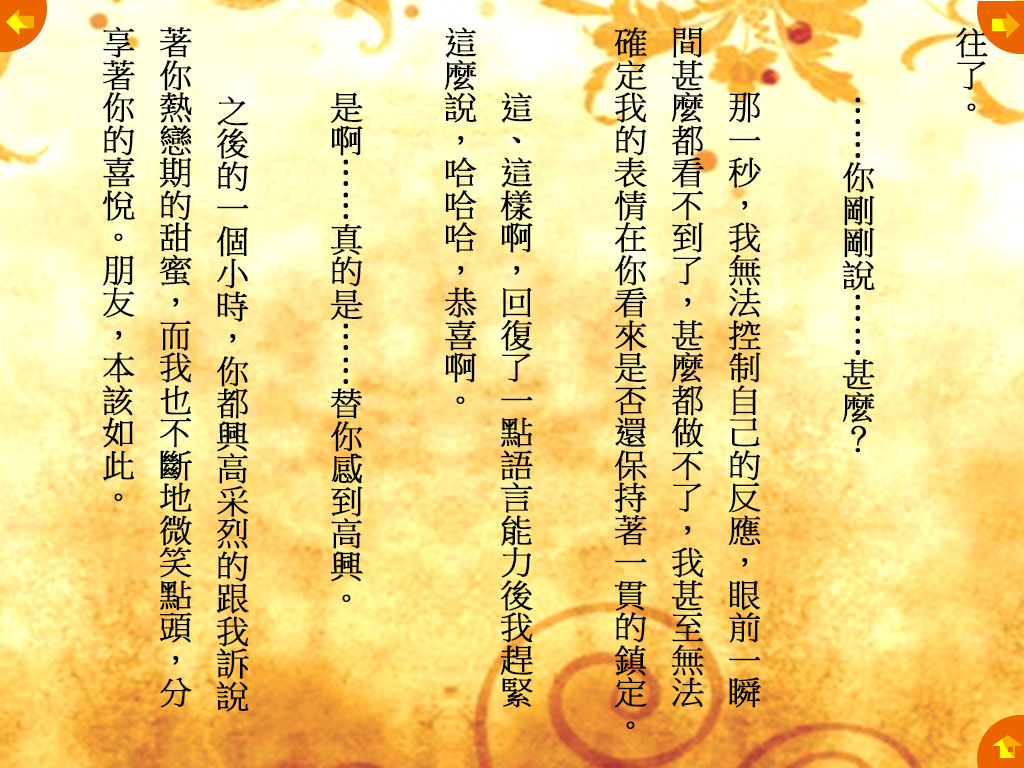 往了。
……你剛剛說……甚麼？
那一秒，我無法控制自己的反應，眼前一瞬
間甚麼都看不到了，甚麼都做不了，我甚至無法
確定我的表情在你看來是否還保持著一貫的鎮定。
這、這樣啊，回復了一點語言能力後我趕緊
這麼說，哈哈哈，恭喜啊。
是啊……真的是……替你感到高興。
之後的一個小時，你都興高采烈的跟我訴說
著你熱戀期的甜蜜，而我也不斷地微笑點頭，分
享著你的喜悅。朋友，本該如此。